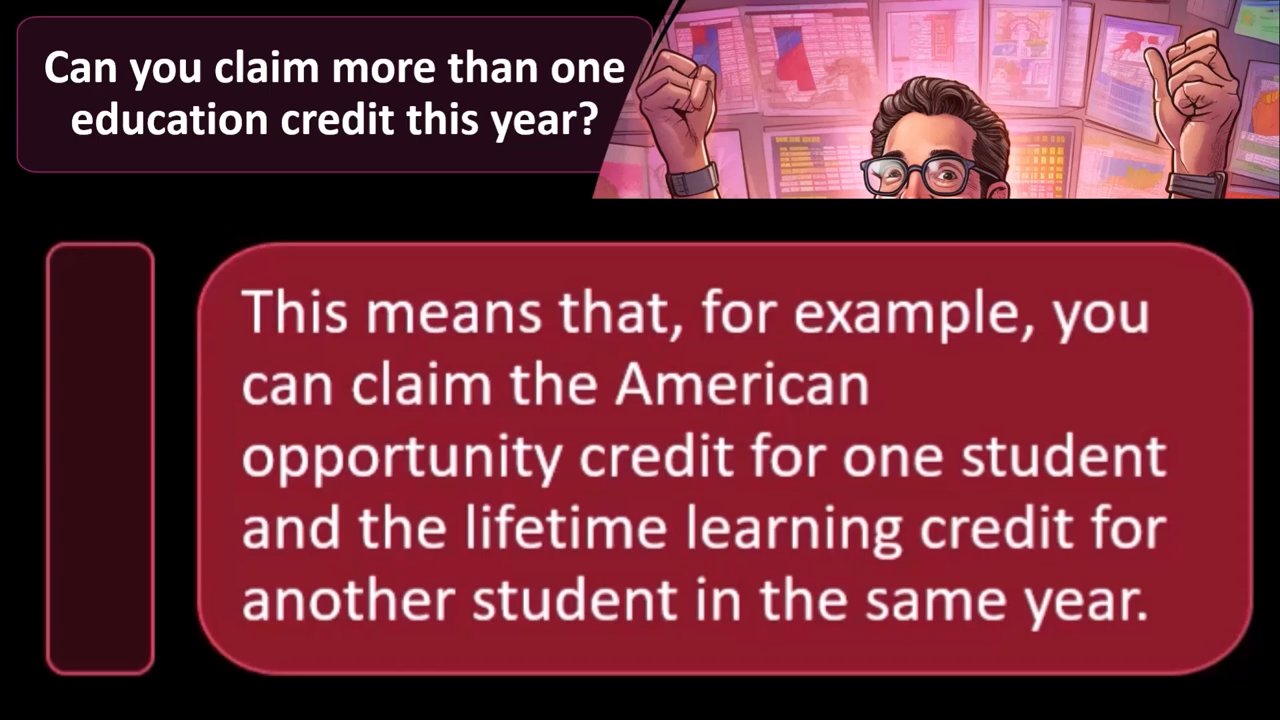 Can you claim more than one
education credit this year?
This means that, for example, you
can claim the American
opportunity credit for one student
and the lifetime learning credit for
another student in the same year.